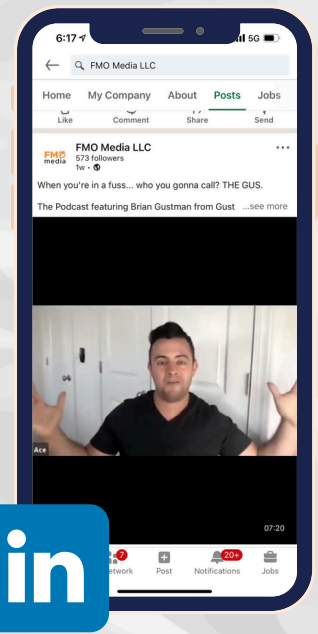 6:17
5G
FMO Media LLC
Home My Company About Posts Jobs
Like Comment Share Send
FMO media
FMO Media LLC
573 followers
1w
When you're in a fuss... who you gonna call? THE GUS.
The Podcast featuring Brian Gustman from Gust ...see more
Ace
07:20
7
20+
etwork Post Notifications Jobs
in